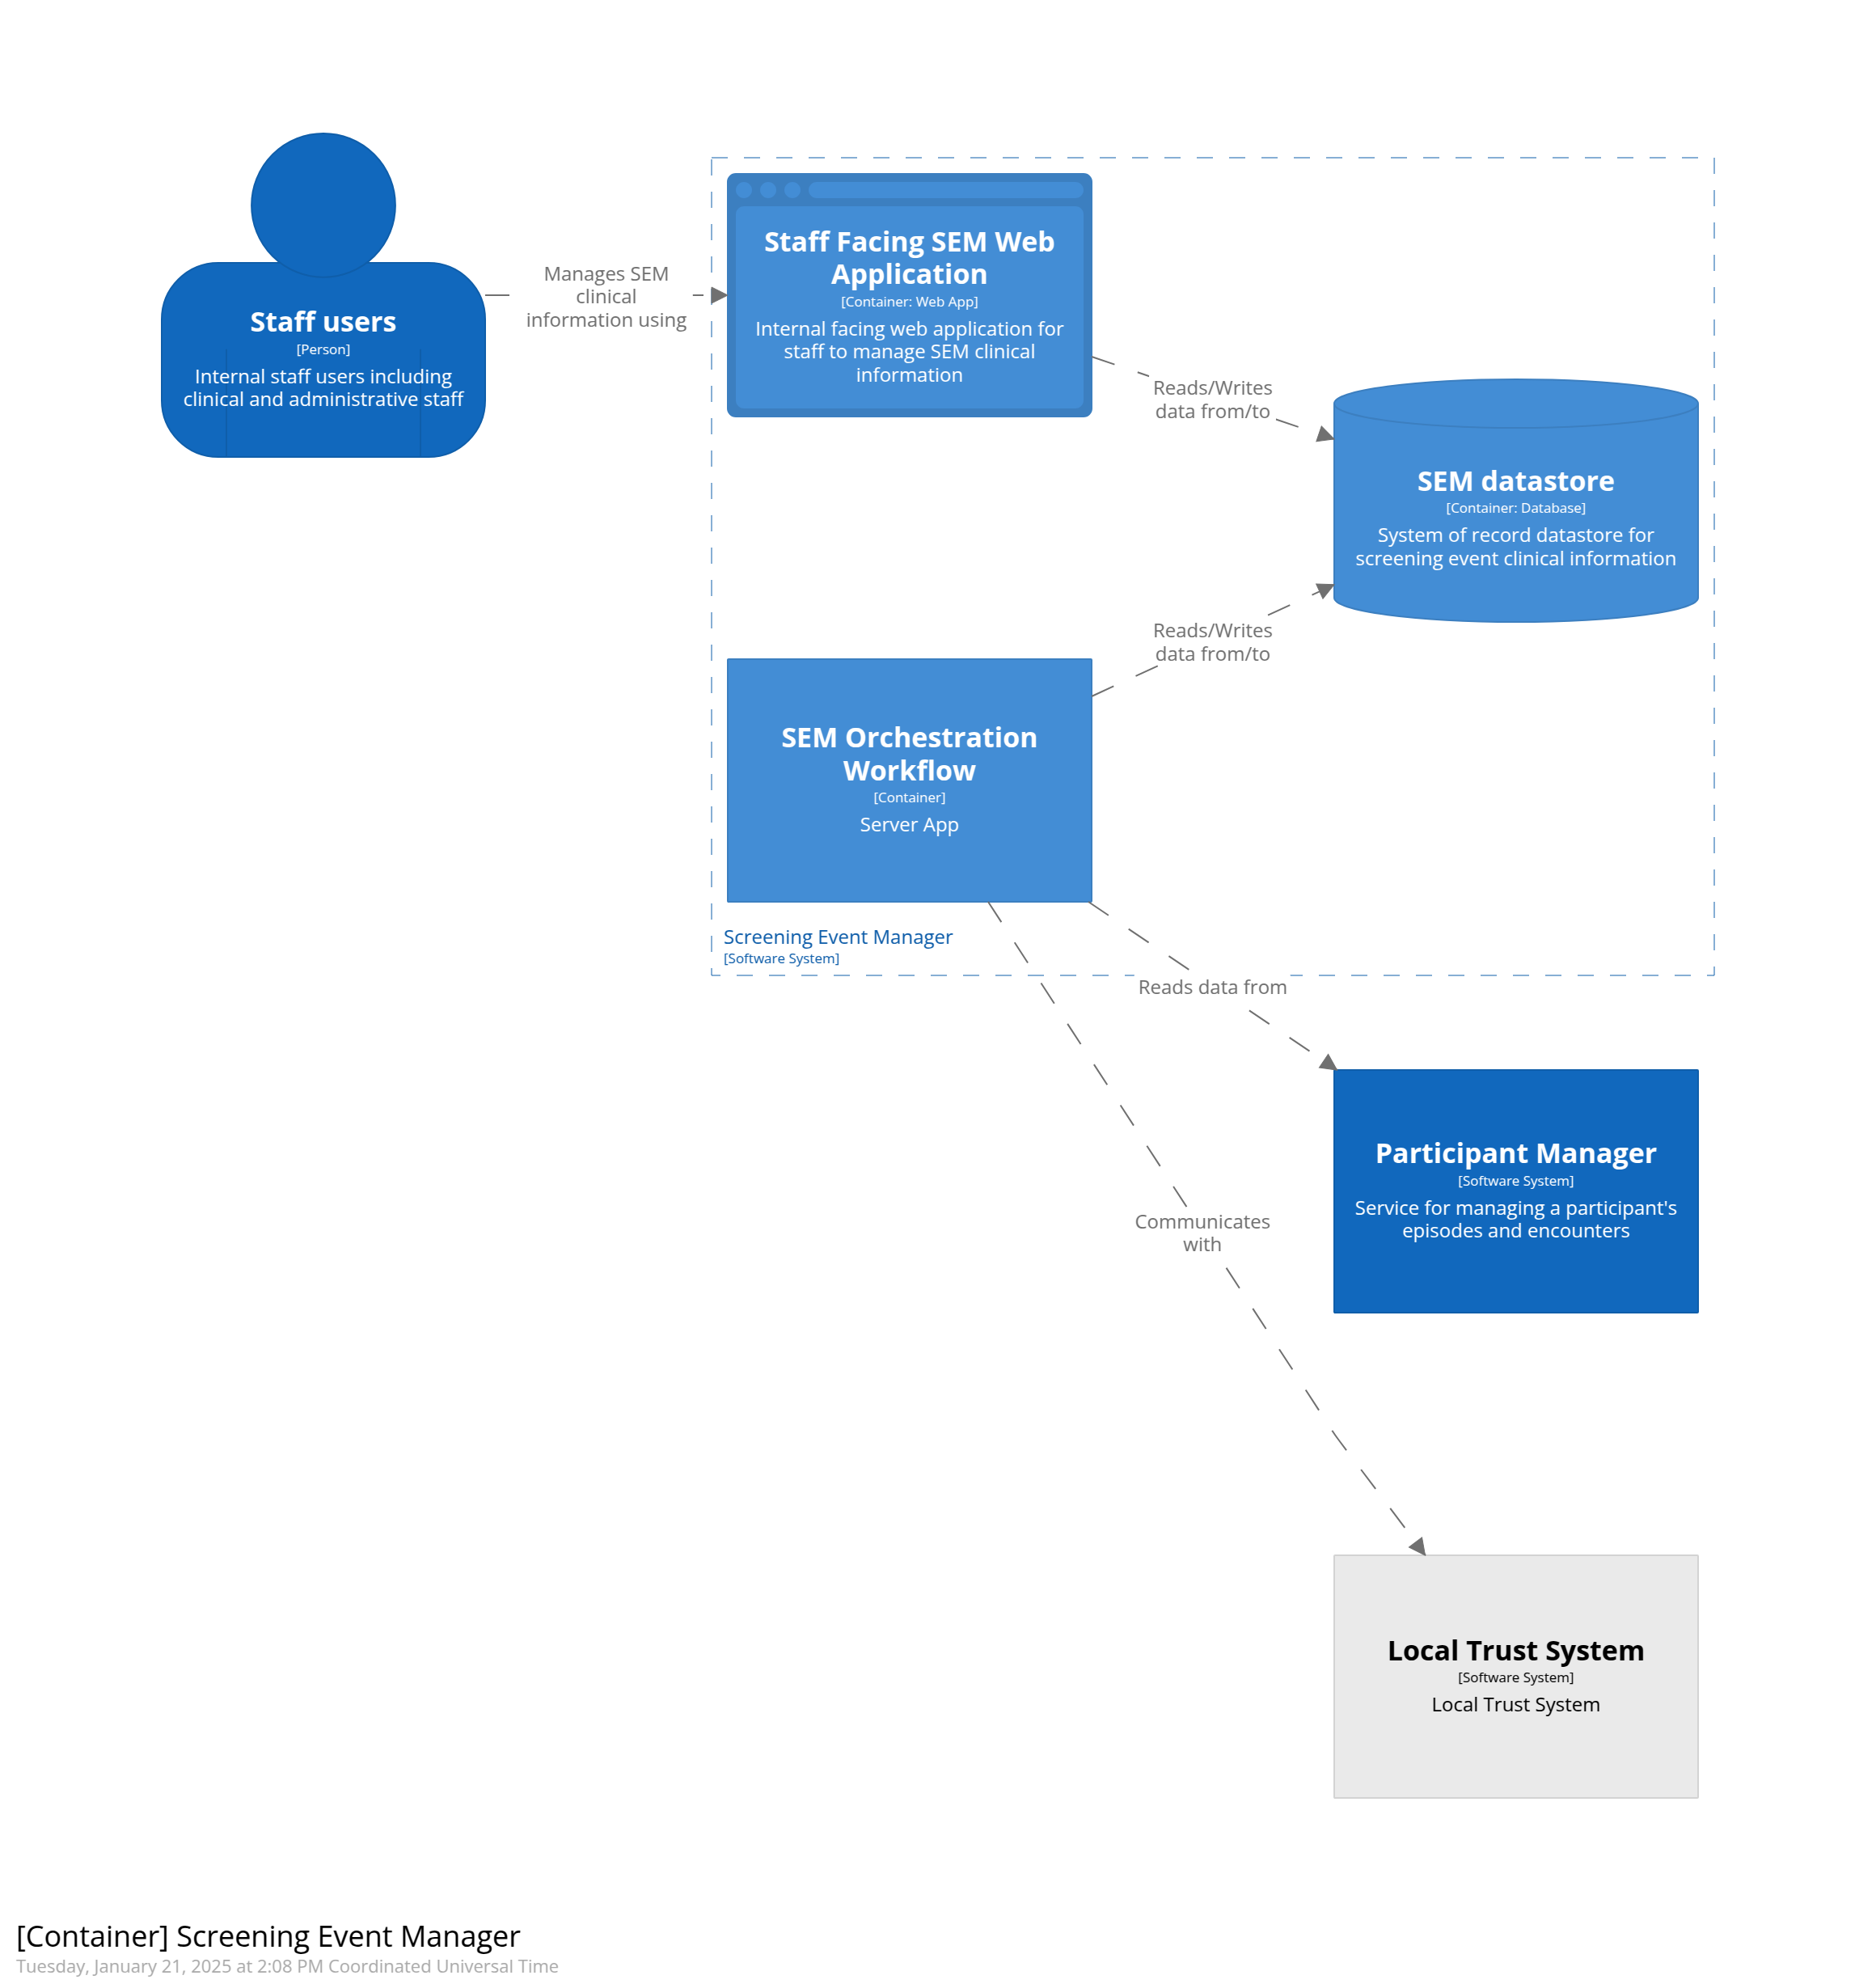 Staff users
[Person]
Internal staff users including
clinical and administrative staff
Manages SEM
clinical
information using
Staff Facing SEM Web
Application
[Container: Web App]
Internal facing web application for
staff to manage SEM clinical
information
Reads/Writes
data from/to
SEM datastore
[Container: Database]
System of record datastore for
screening event clinical information
Reads/Writes
data from/to
SEM Orchestration
Workflow
[Container]
Server App
Screening Event Manager
[Software System]
Reads data from
Participant Manager
[Software System]
Service for managing a participant's
episodes and encounters
Communicates
with
Local Trust System
[Software System]
Local Trust System
[Container] Screening Event Manager
Tuesday, January 21, 2025 at 2:08 PM Coordinated Universal Time